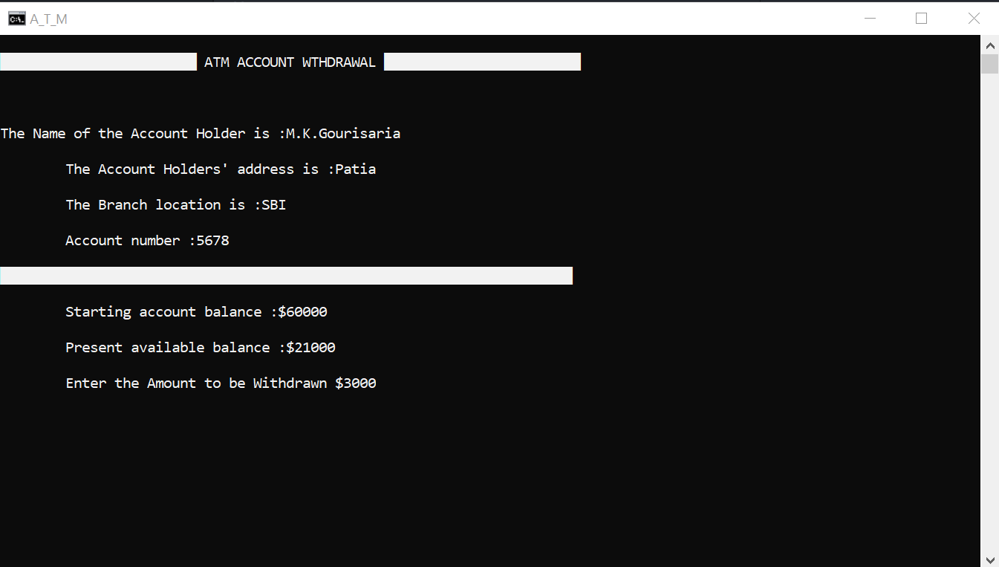 A_T_M
ATM ACCOUNT WTHDRAWAL
The Name of the Account Holder is :M.K.Gourisaria
The Account Holders' address is :Patia
The Branch location is :SBI
Account number :5678
Starting account balance :$60000
Present available balance :$21000
Enter the Amount to be Withdrawn $3000